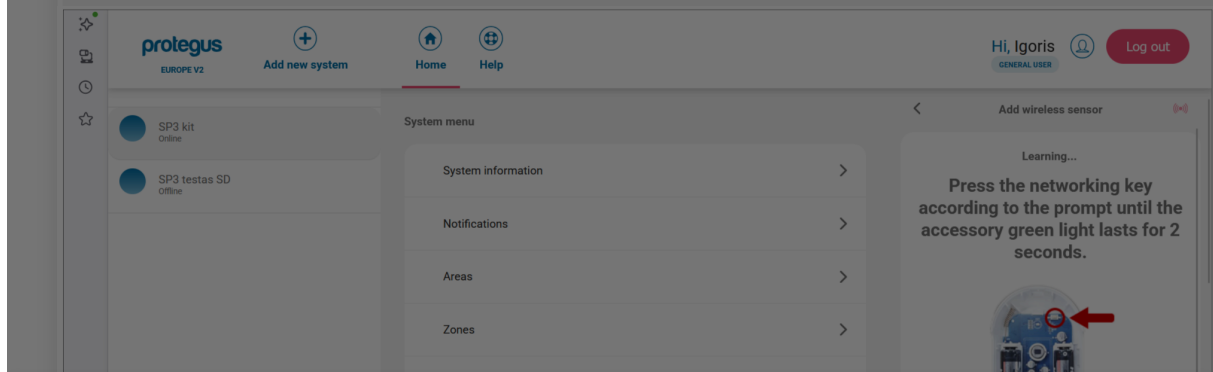 protegus
EUROPE V2
Add new system
Home
Help
Hi, Igoris
GENERAL USER
Log out
SP3 kit
Online
SP3 testas SD
Offline
System menu
System information
Notifications
Areas
Zones
Add wireless sensor
Learning...
Press the networking key
according to the prompt until the
accessory green light lasts for 2
seconds.